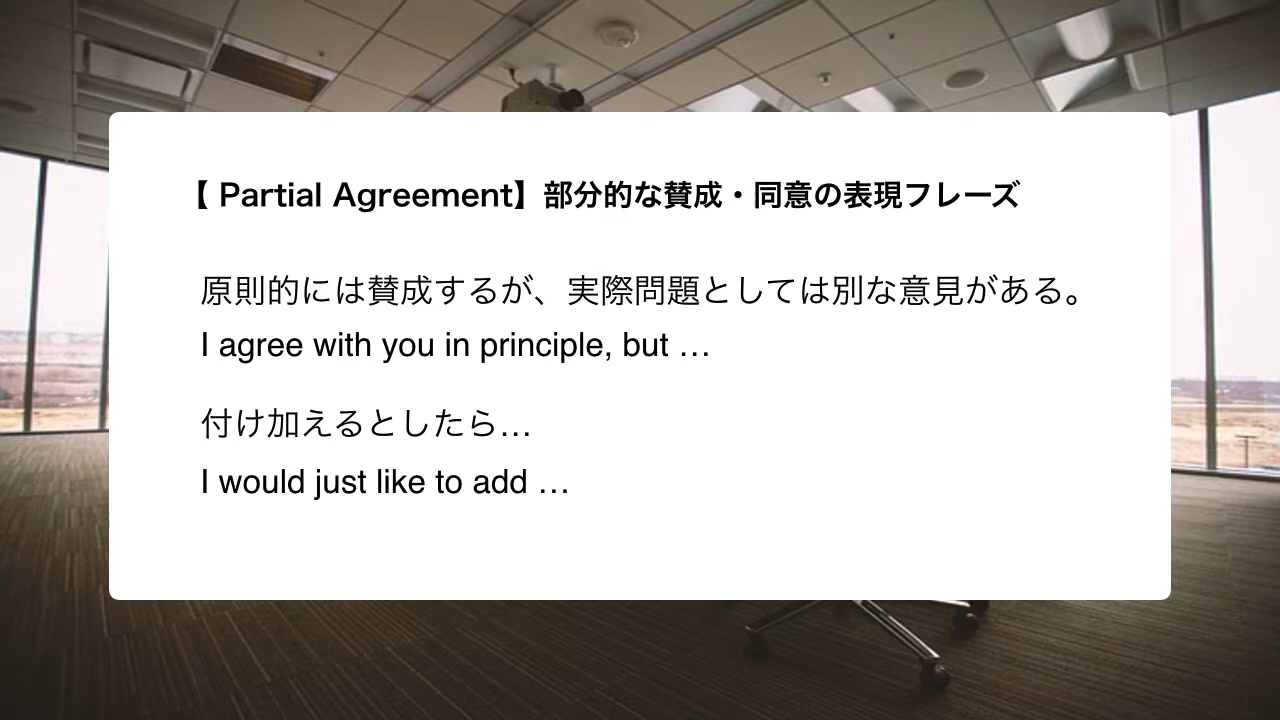 【 Partial Agreement】部分的な賛成・同意の表現フレーズ
原則的には賛成するが、実際問題としては別な意見がある。
I agree with you in principle, but …
付け加えるとしたら…
I would just like to add …